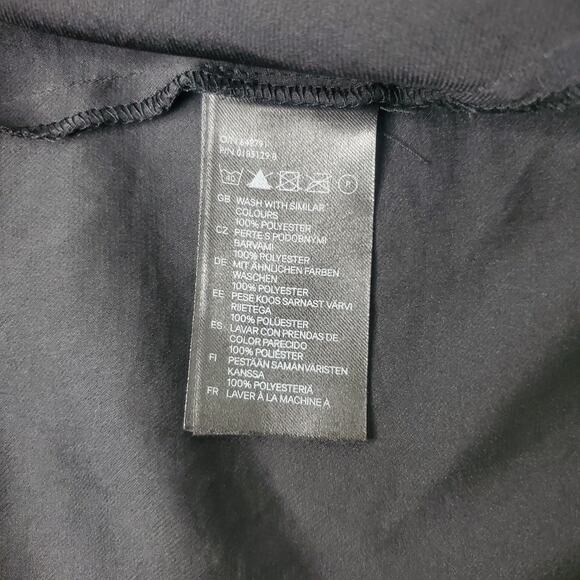 GB WASH WITH SIMILAR
COLOURS
100% POLYESTER
CZ PERTE S PODOBNÝMI
BARVAMI
100% POLYESTER
DE MIT ÄHNLICHEN FARBEN
WASCHEN
100% POLYESTER
EE PESE KOOS SARNAST VÄRVI
RIIETEGA
100% POLÜESTER
ES LAVAR CON PRENDAS DE
COLOR PARECIDO
100% POLIÉSTER
FI PESTÄÄN SAMANVÄRISTEN
KANSSA
100% POLYESTERIÄ
FR LAVER À LA MACHINE À